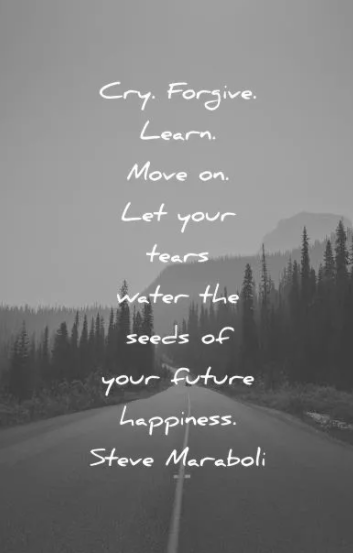 Cry. Forgive.
Learn.
Move on.
Let your
tears
water the
seeds of
your future
happiness.
Steve Maraboli